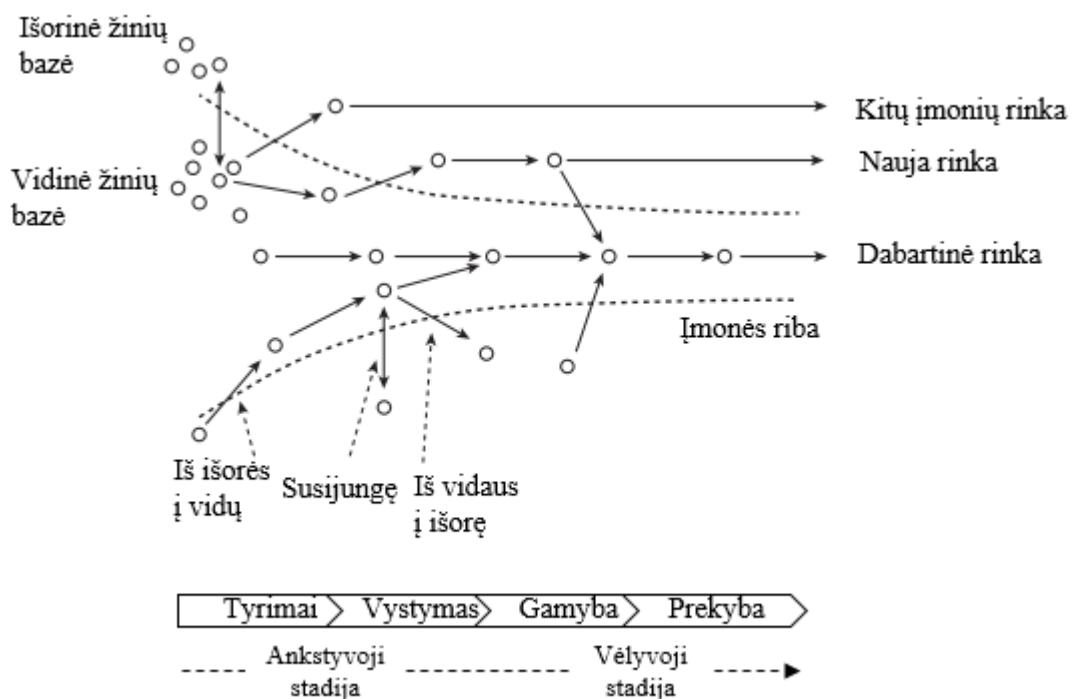 Išorinė žinių
bazė
Kitų įmonių rinka
Nauja rinka
Vidinė žinių
bazė
Dabartinė rinka
Įmonės riba
Iš išorės
į vidų
Susijungę
Iš vidaus
į išorę
Tyrimai
Vystymas
Gamyba
Prekyba
Ankstyvoji
stadija
Vėlyvoji
stadija